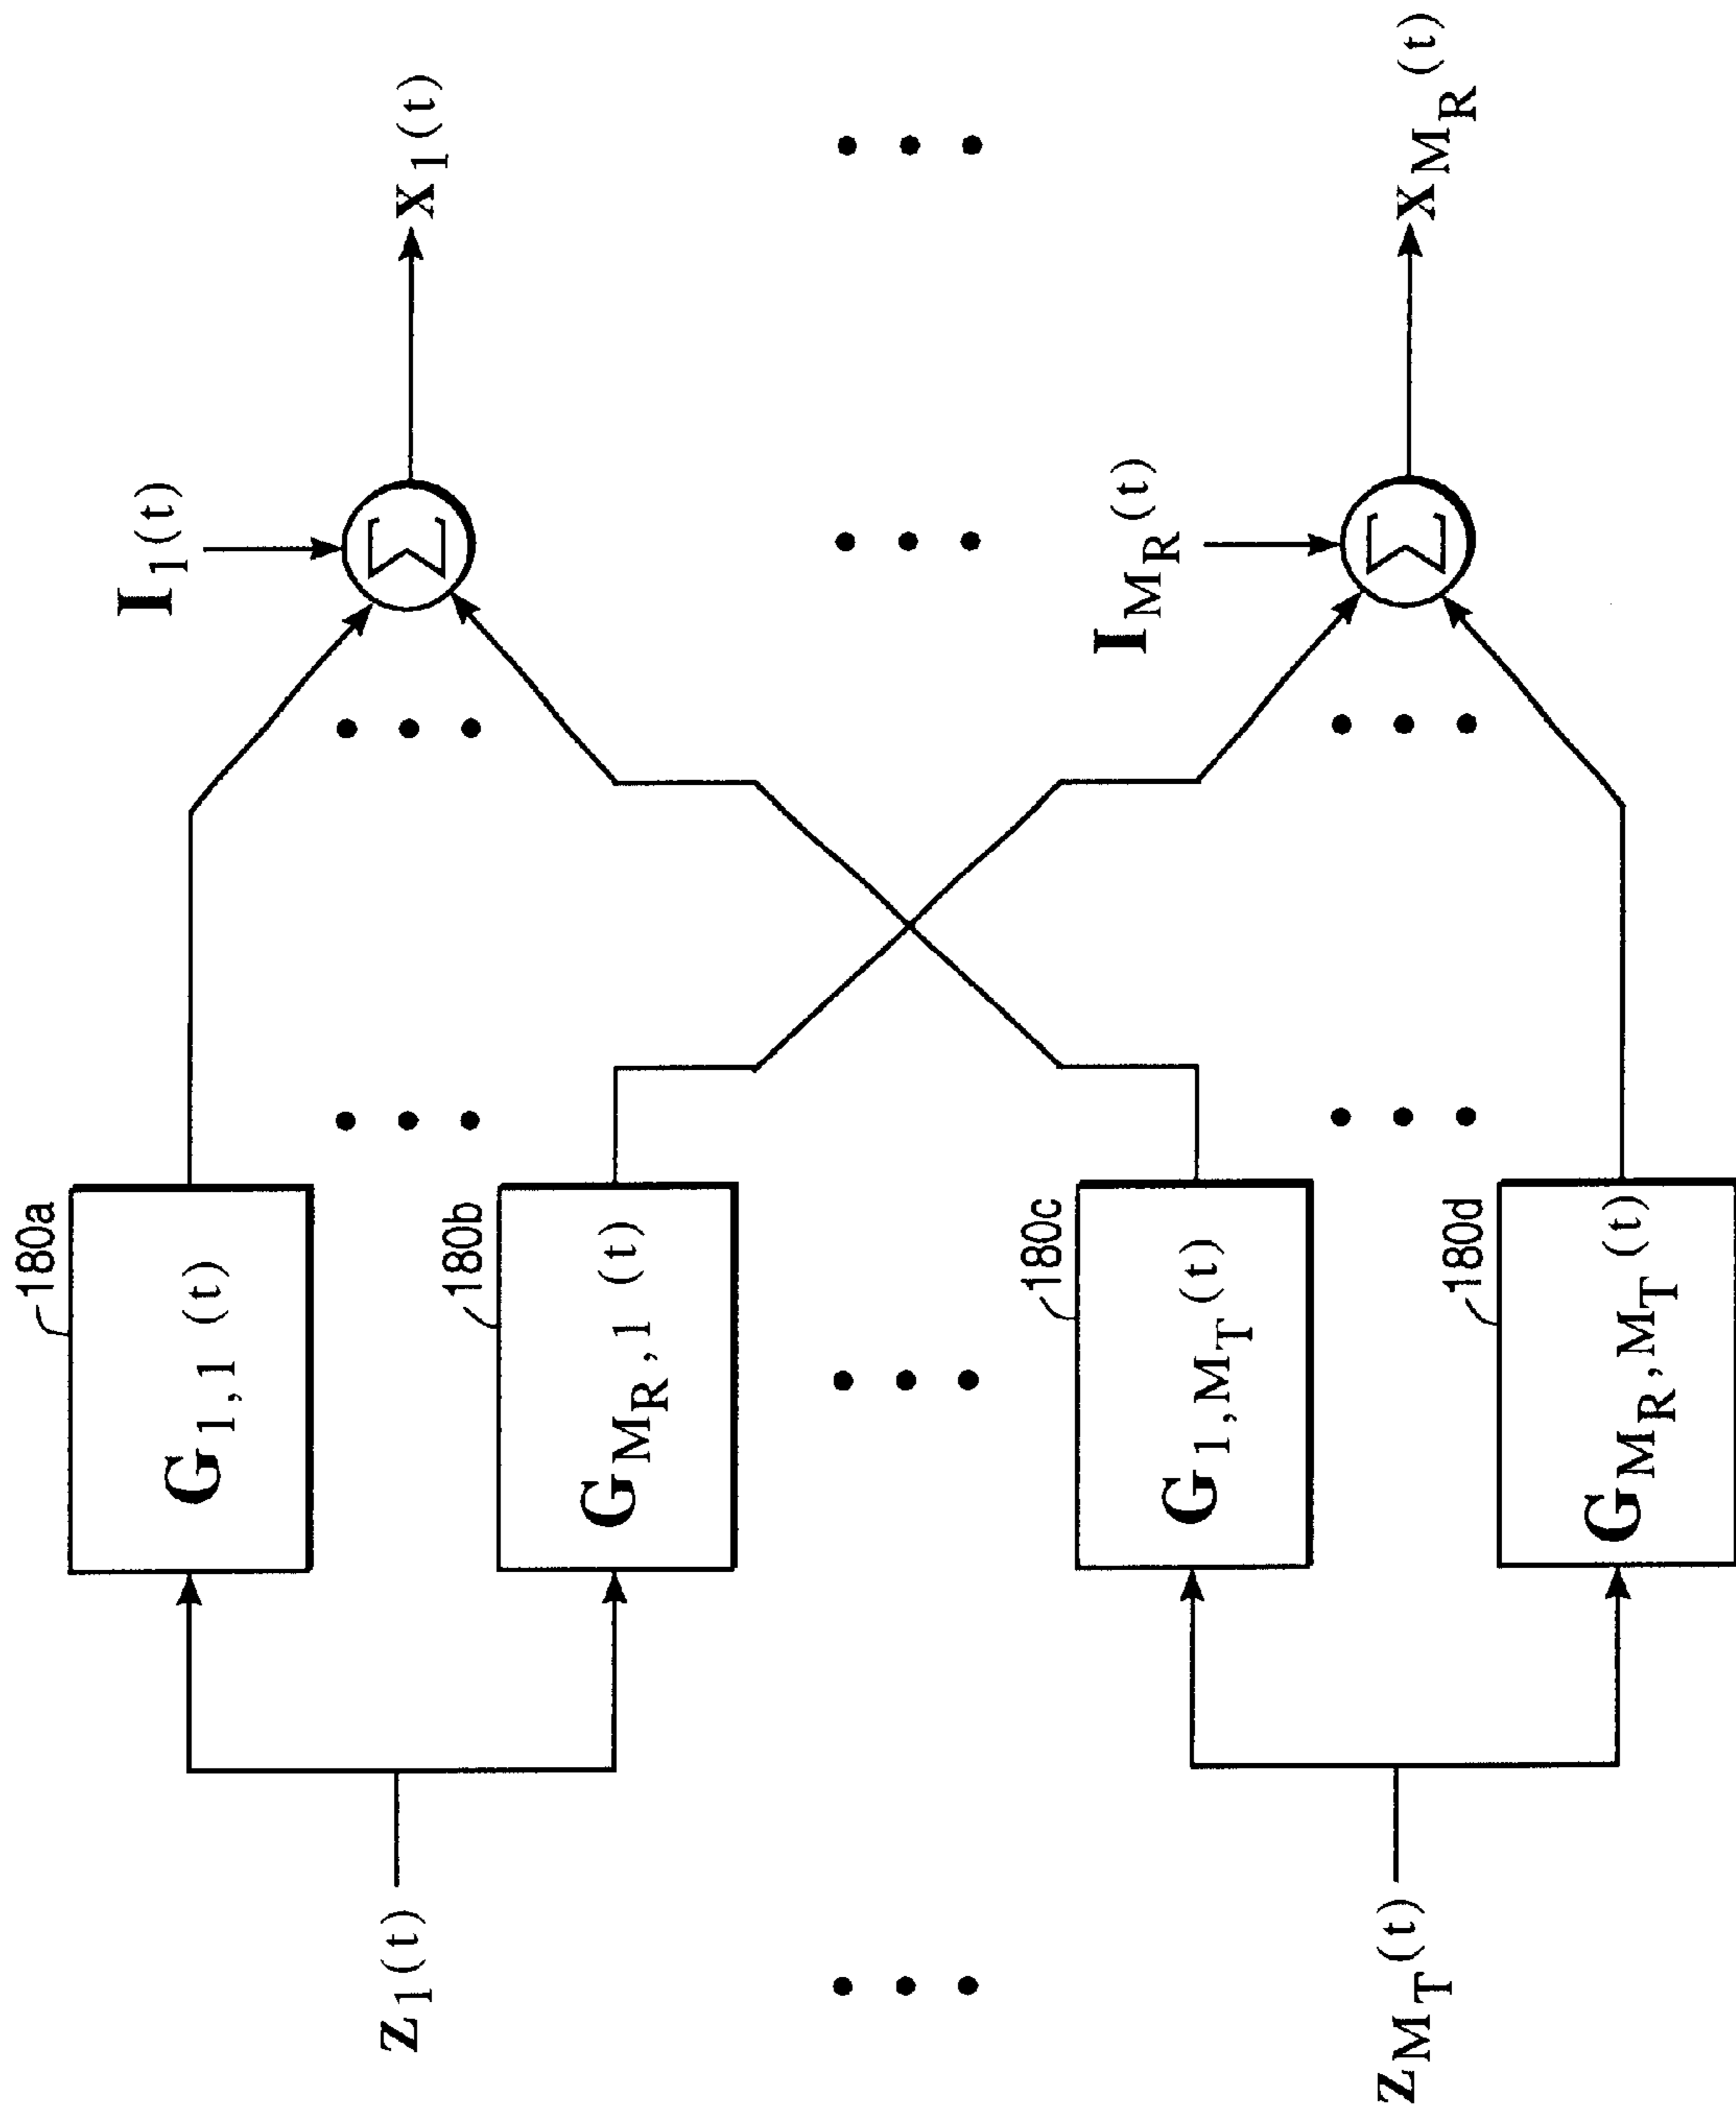 180a
G1,1(t)
I1(t)
Z1(t)
X1(t)
180b
GMR,1(t)
180c
G1,MT(t)
IMR(t)
ZMT(t)
XMR(t)
180d
GMR,MT(t)
Σ
Σ